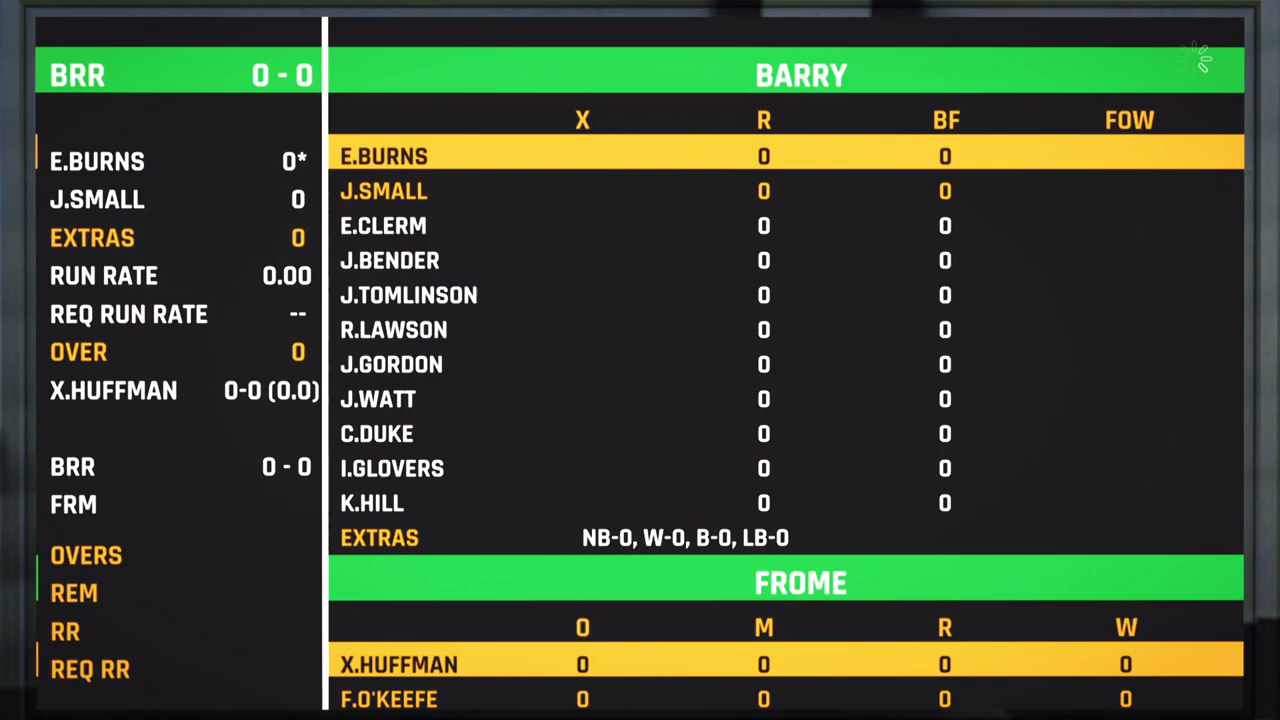 BRR 0 - 0
E.BURNS 0*
J.SMALL 0
EXTRAS 0
RUN RATE 0.00
REQ RUN RATE --
OVER 0
X.HUFFMAN 0-0 (0.0)
BRR 0 - 0
FRM
OVERS
REM
RR
REQ RR
BARRY
X R BF FOW
E.BURNS 0 0
J.SMALL 0 0
E.CLERM 0 0
J.BENDER 0 0
J.TOMLINSON 0 0
R.LAWSON 0 0
J.GORDON 0 0
J.WATT 0 0
C.DUKE 0 0
I.GLOVERS 0 0
K.HILL 0 0
EXTRAS NB-0, W-0, B-0, LB-0
FROME
O M R W
X.HUFFMAN 0 0 0 0
F.O'KEEFE 0 0 0 0